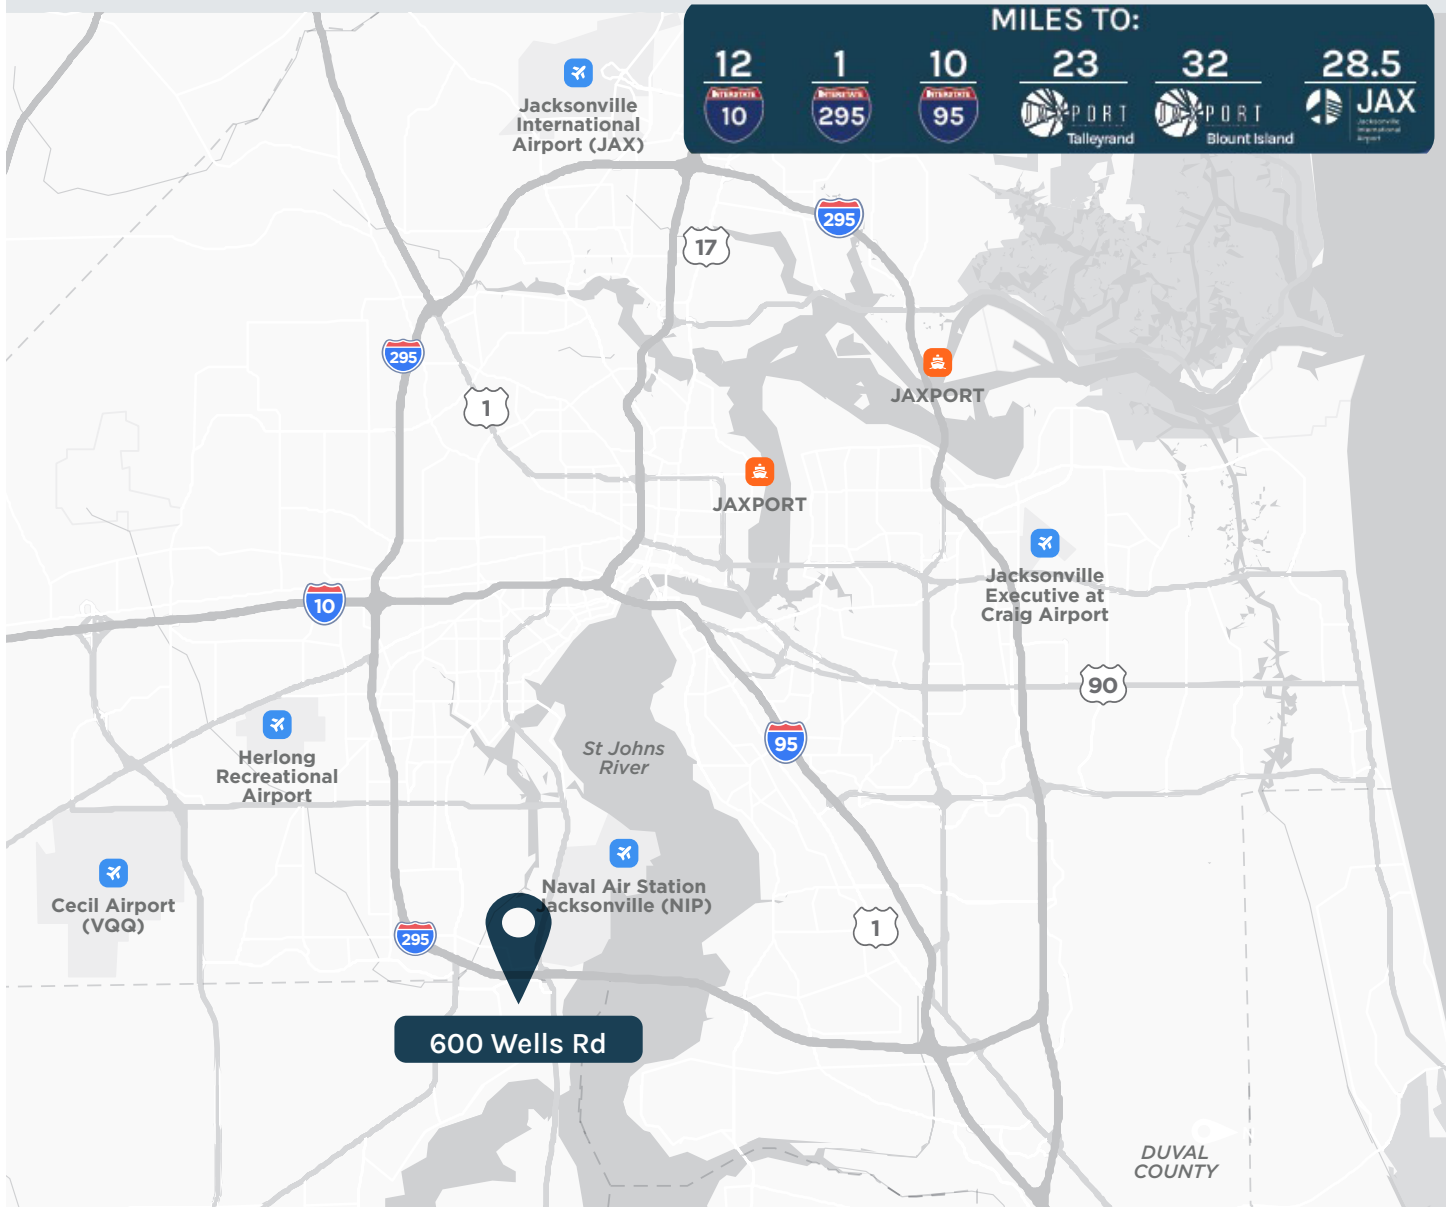 MILES TO:
12
1
10
23
32
28.5
INTERSTATE
10
INTERSTATE
295
INTERSTATE
95
JAXPORT
Talleyrand
JAXPORT
Blount Island
JAX
Jacksonville
International
Airport
Jacksonville
International
Airport (JAX)
295
17
295
JAXPORT
1
JAXPORT
Jacksonville
Executive at
Craig Airport
10
90
Herlong
Recreational
Airport
St Johns
River
95
Cecil Airport
(VQQ)
Naval Air Station
Jacksonville (NIP)
295
1
600 Wells Rd
DUVAL
COUNTY